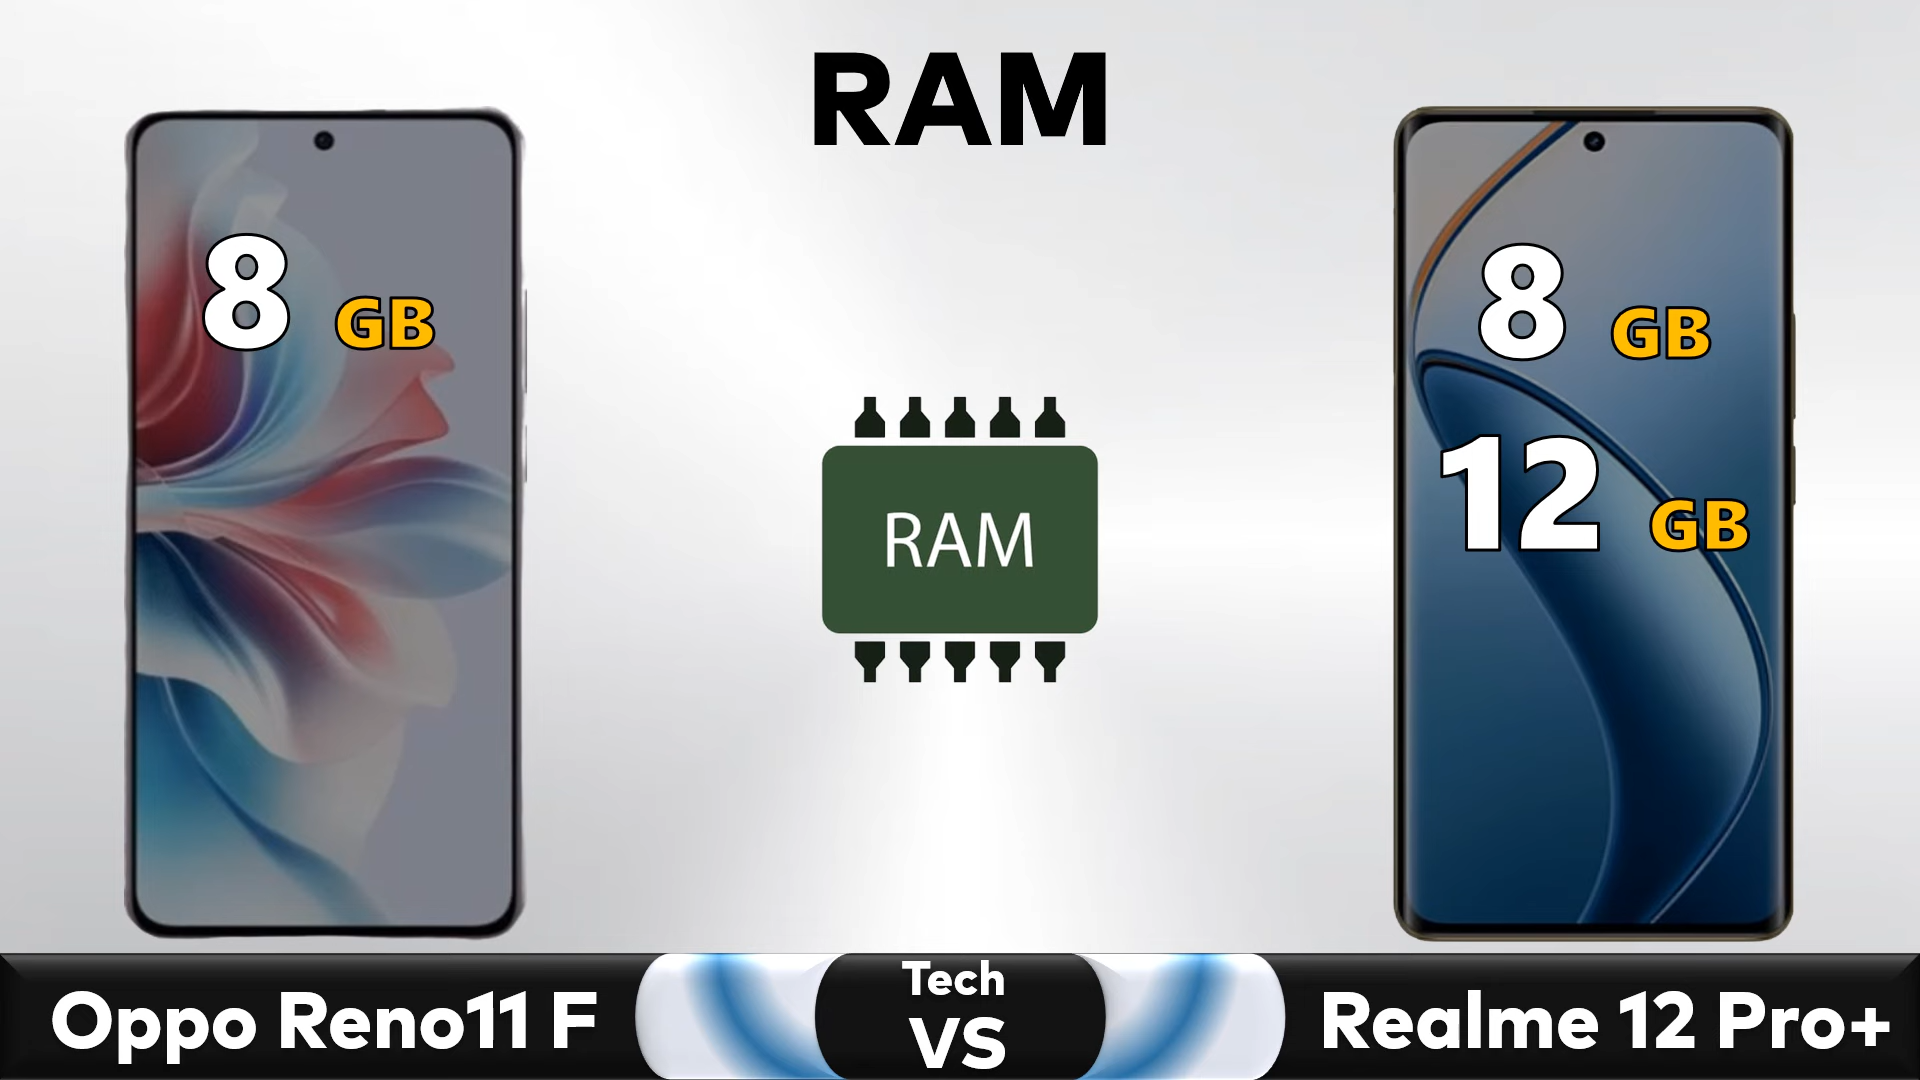 RAM
8 GB
8 GB
12 GB
RAM
Oppo Reno11 F
Tech
VS
Realme 12 Pro+